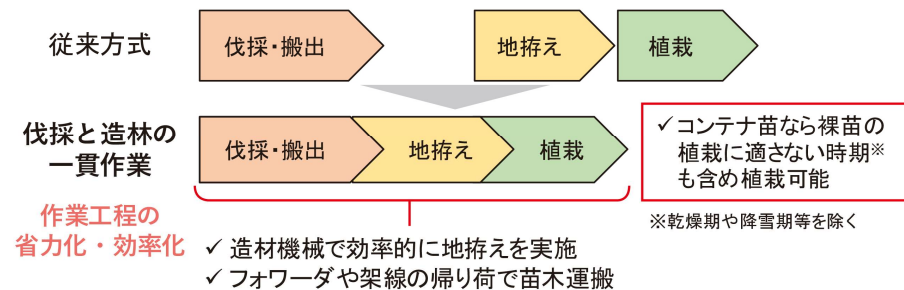 従来方式
伐採・搬出
地拵え
植栽
伐採と造林の
一貫作業
伐採・搬出
地拵え
植栽
✓コンテナ苗なら裸苗の
植栽に適さない時期※
も含め植栽可能
※乾燥期や降雪期等を除く
作業工程の
省力化・効率化
✓ 造材機械で効率的に地拵えを実施
✓ フォワーダや架線の帰り荷で苗木運搬